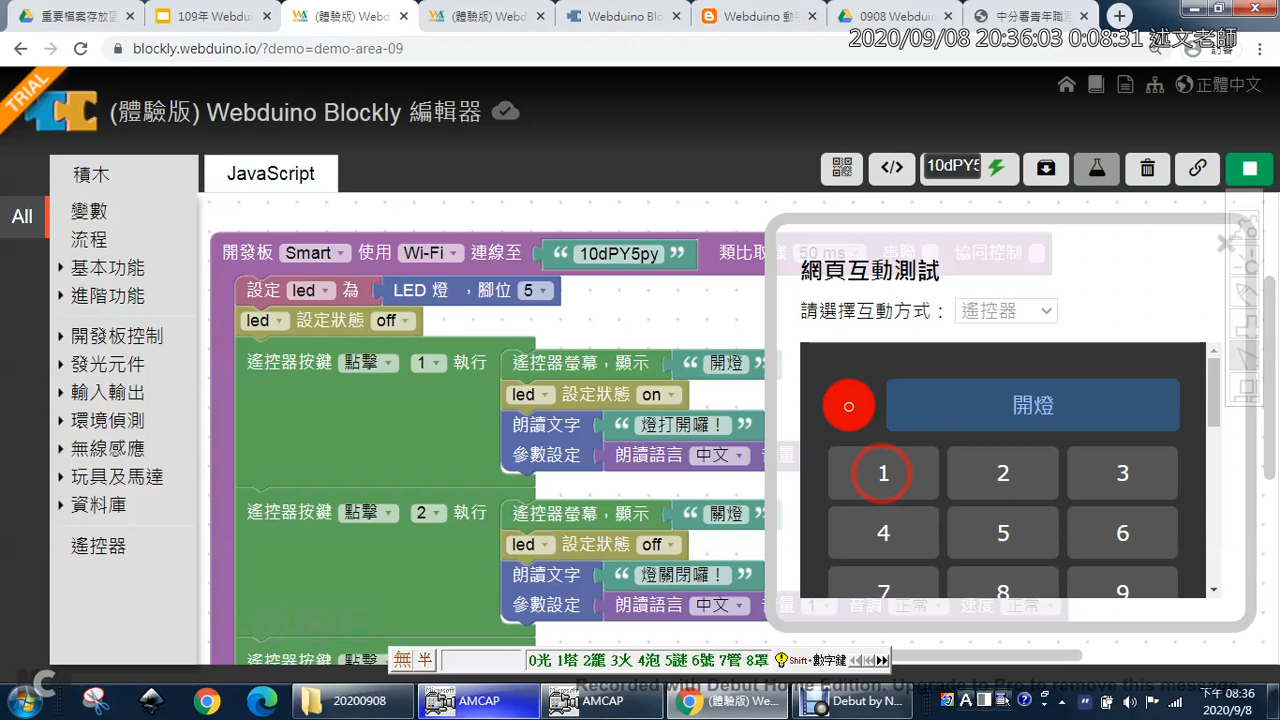 重要檔案存放區
109年 Webdui
(體驗版) Webd
(體驗版) Webd
Webduino Blo
Webduino 動
0908 Webduin
中分署青年職
blockly.webduino.io/?demo=demo-area-09
2020/09/08 20:36:03 0:08:31 述文老師
訪客
TRIAL
(體驗版) Webduino Blockly 編輯器
正體中文
積木
JavaScript
10dPY5
All
變數
流程
基本功能
進階功能
開發板控制
發光元件
輸入輸出
環境偵測
無線感應
玩具及馬達
資料庫
遙控器
開發板 Smart 使用 Wi-Fi 連線至 “ 10dPY5py ” 類比取樣 50 ms 串聯 協同控制
設定 led 為 LED 燈 ，腳位 5
led 設定狀態 off
遙控器按鍵 點擊 1 執行 遙控器螢幕，顯示 “ 開燈 ”
led 設定狀態 on
朗讀文字 “ 燈打開囉！ ”
參數設定 朗讀語言 中文 音量
遙控器按鍵 點擊 2 執行 遙控器螢幕，顯示 “ 關燈 ”
led 設定狀態 off
朗讀文字 “ 燈關閉囉！ ”
參數設定 朗讀語言 中文 音量 1 音調 正常 速度 正常
遙控器按鍵 點擊
網頁互動測試
請選擇互動方式： 遙控器
開燈
1 2 3
4 5 6
7 8 9
無 半 0光 1塔 2龍 3火 4泡 5謎 6號 7管 8罩 Shift+數字鍵
Recorded with Debut Home Edition. Upgrade to Pro to remove this message
20200908
AMCAP
AMCAP
(體驗版) We...
Debut by N...
下午 08:36
2020/9/8